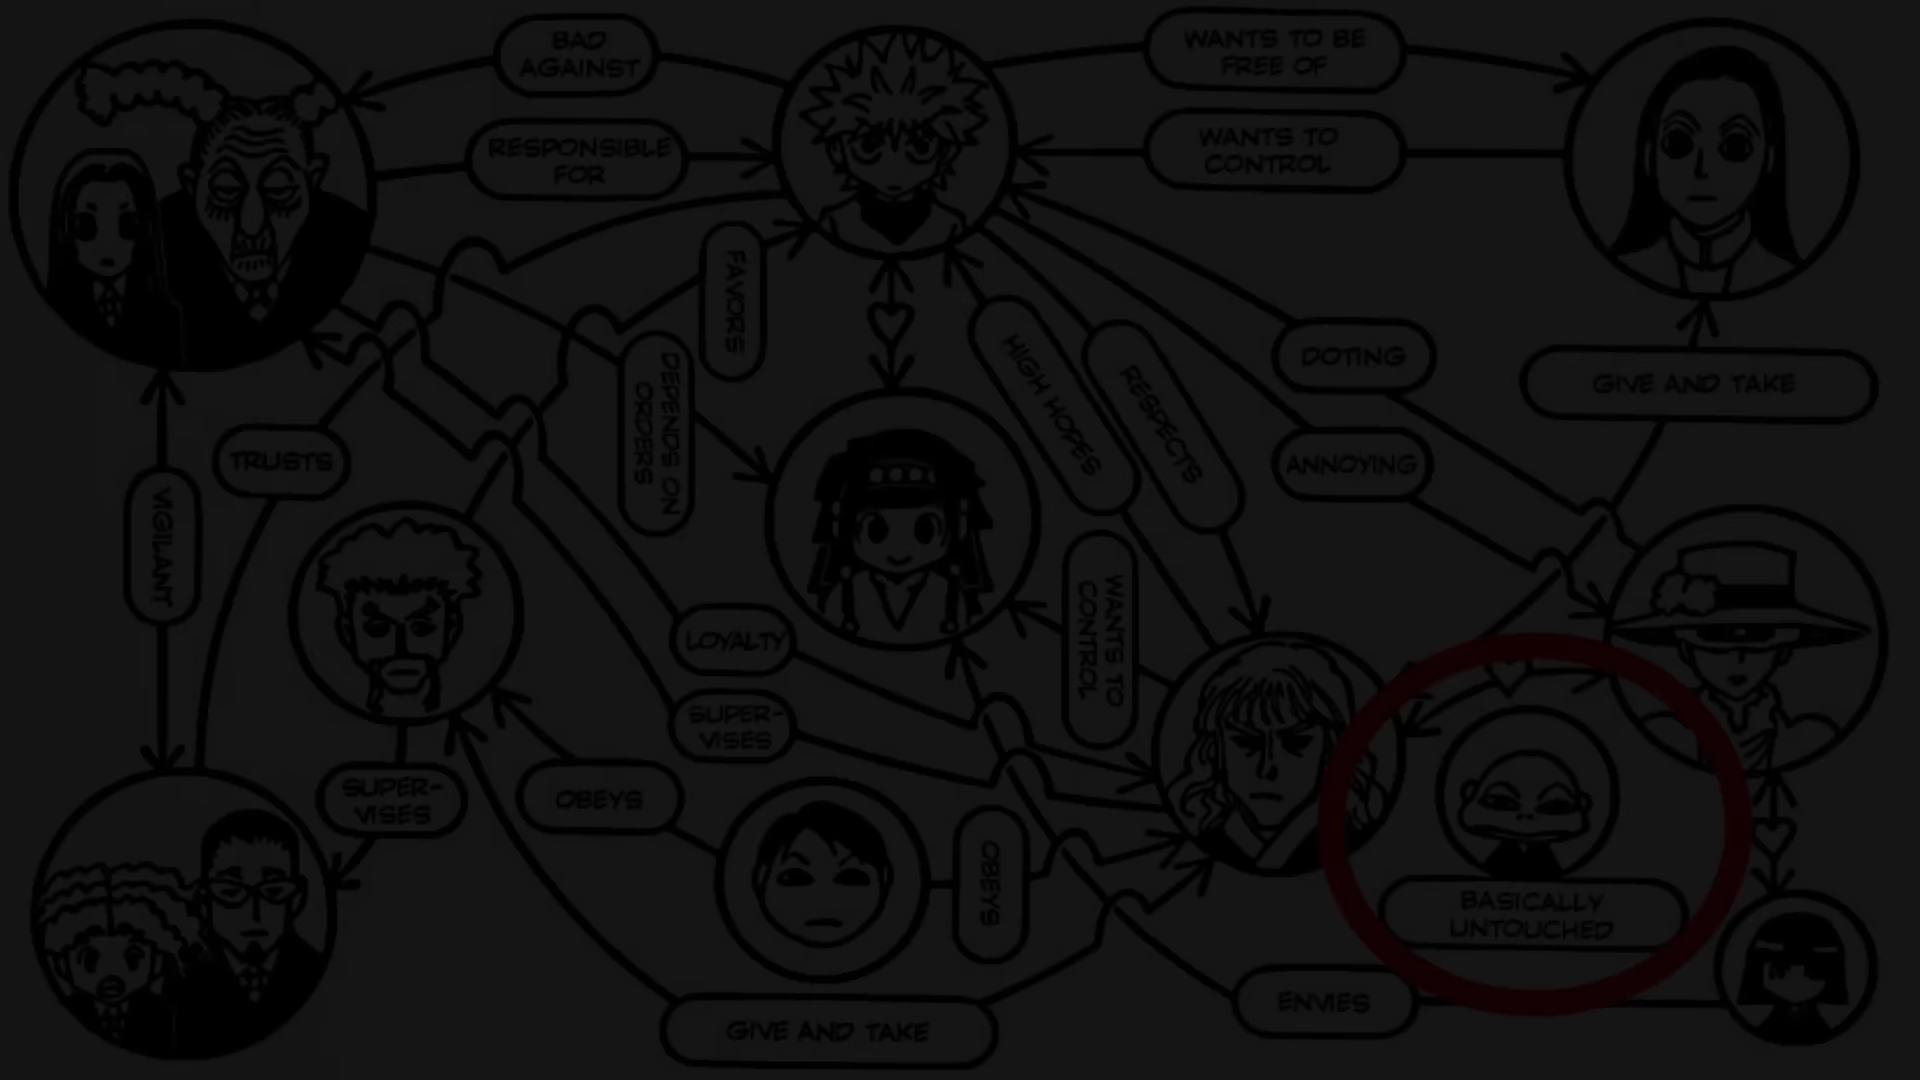 BAD
AGAINST
WANTS TO BE
FREE OF
RESPONSIBLE
FOR
WANTS TO
CONTROL
FAVORS
DEPENDS ON
ORDERS
HIGH HOPES
RESPECTS
DOTING
GIVE AND TAKE
TRUSTS
ANNOYING
VIGILANT
WANTS TO
CONTROL
LOYALTY
SUPER-
VISES
SUPER-
VISES
OBEYS
OBEYS
BASICALLY
UNTOUCHED
ENVIES
GIVE AND TAKE